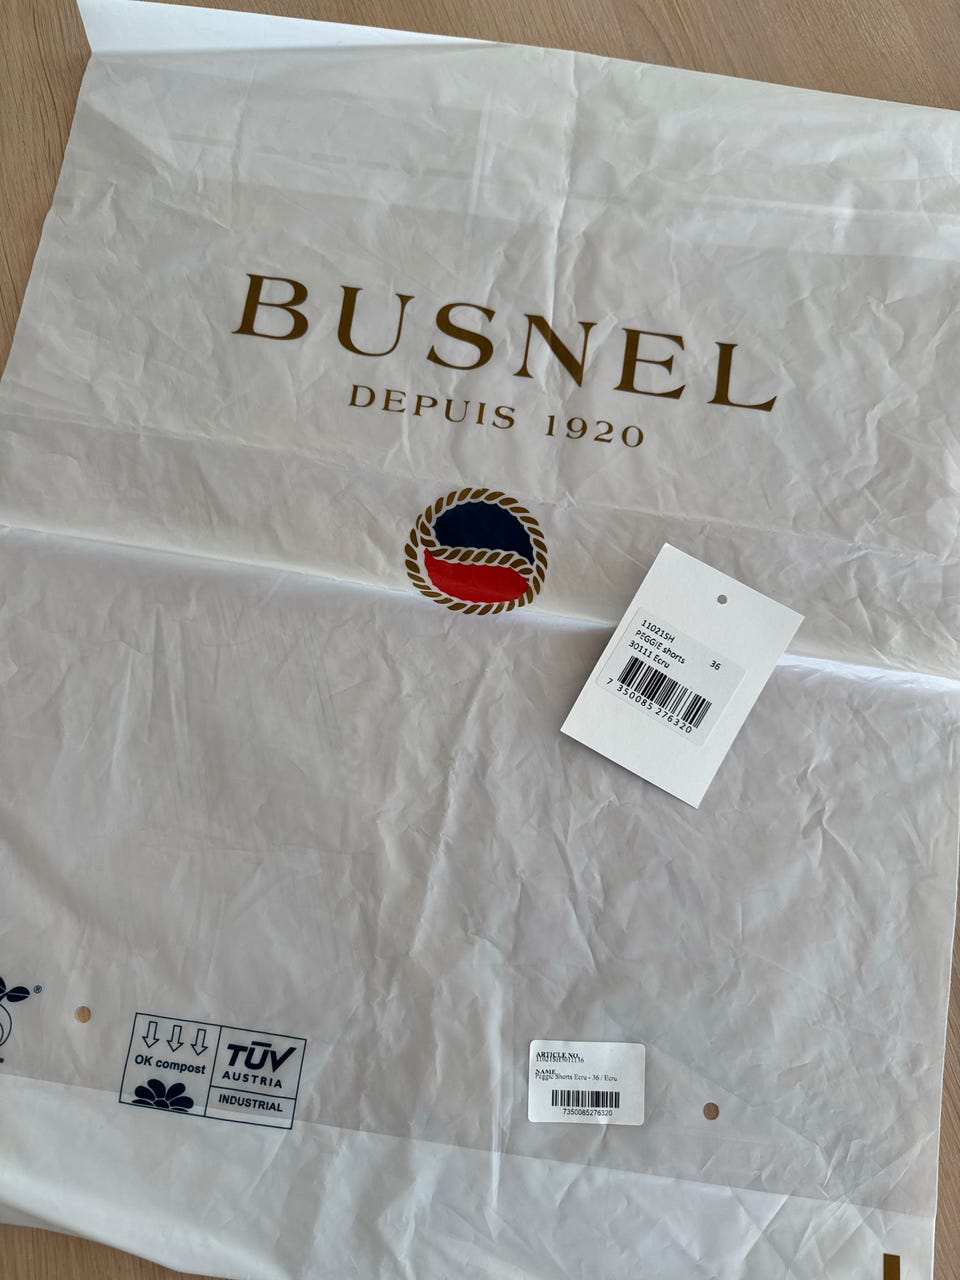 BUSNEL
DEPUIS 1920
11021SH
PEGGIE shorts 36
30111 Ecru
7 350085 276320
®
OK compost
TÜV
AUSTRIA
INDUSTRIAL
ARTICLE NO.
11021SH3011136
NAME
Peggie Shorts Ecru - 36 / Ecru
7350085276320